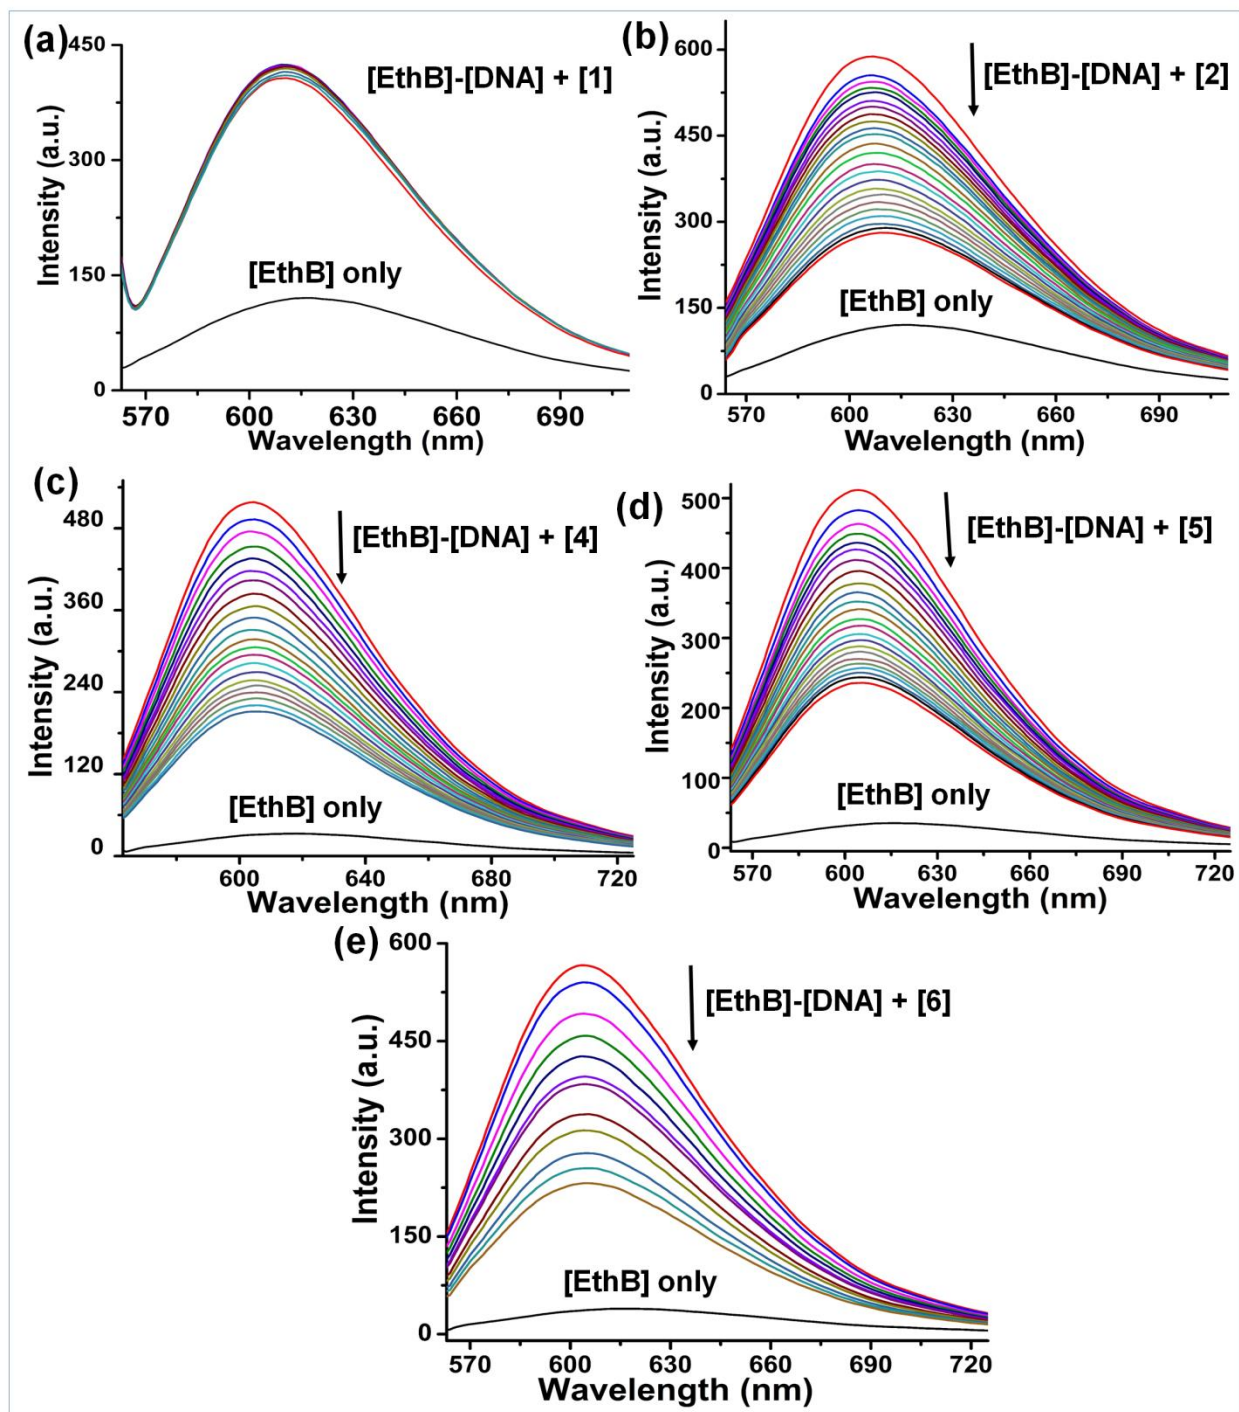 (a)
450
300
150
0
Intensity (a.u.)
[EthB]-[DNA] + [1]
[EthB] only
570 600 630 660 690
Wavelength (nm)
(b)
600
450
300
150
0
Intensity (a.u.)
[EthB]-[DNA] + [2]
[EthB] only
570 600 630 660 690
Wavelength (nm)
(c)
480
360
240
120
0
Intensity (a.u.)
[EthB]-[DNA] + [4]
[EthB] only
600 640 680 720
Wavelength (nm)
(d)
500
400
300
200
100
0
Intensity (a.u.)
[EthB]-[DNA] + [5]
[EthB] only
570 600 630 660 690 720
Wavelength (nm)
(e)
600
450
300
150
0
Intensity (a.u.)
[EthB]-[DNA] + [6]
[EthB] only
570 600 630 660 690 720
Wavelength (nm)